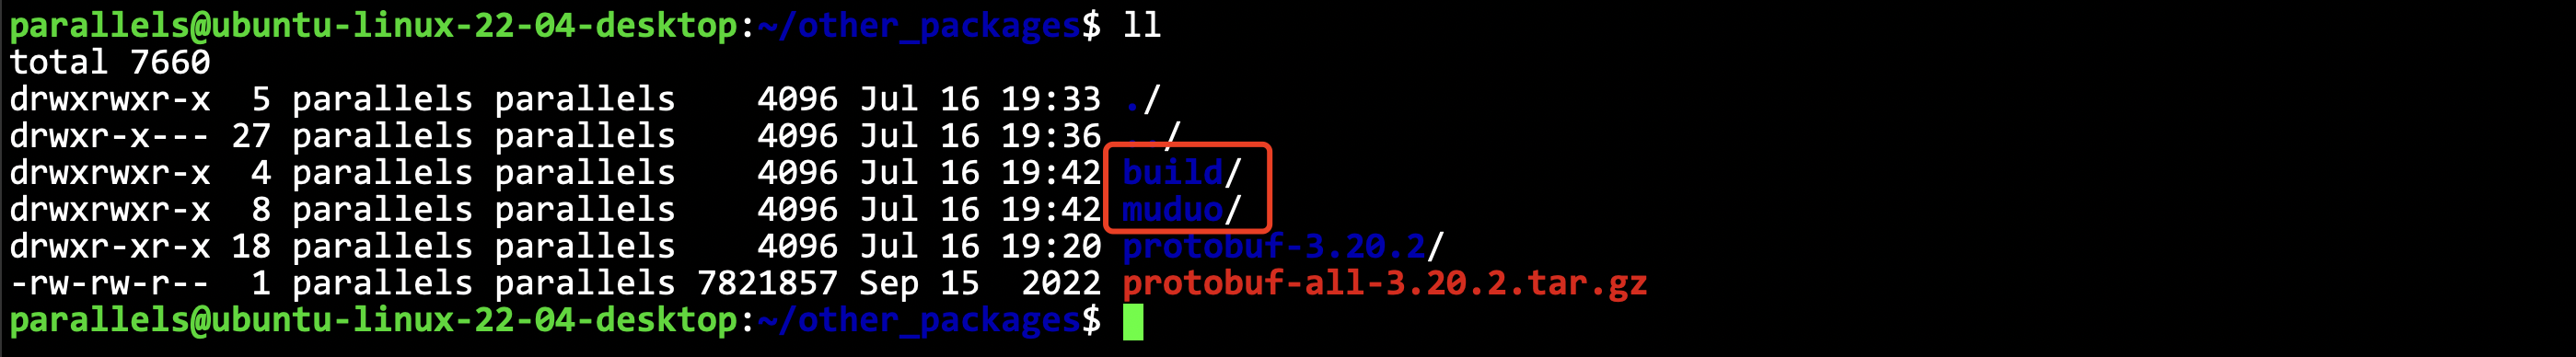 parallels@ubuntu-linux-22-04-desktop:~/other_packages$ ll
total 7660
drwxrwxr-x  5 parallels parallels    4096 Jul 16 19:33 ./
drwxr-x--- 27 parallels parallels    4096 Jul 16 19:36 ../
drwxrwxr-x  4 parallels parallels    4096 Jul 16 19:42 build/
drwxrwxr-x  8 parallels parallels    4096 Jul 16 19:42 muduo/
drwxr-xr-x 18 parallels parallels    4096 Jul 16 19:20 protobuf-3.20.2/
-rw-rw-r--  1 parallels parallels 7821857 Sep 15  2022 protobuf-all-3.20.2.tar.gz
parallels@ubuntu-linux-22-04-desktop:~/other_packages$